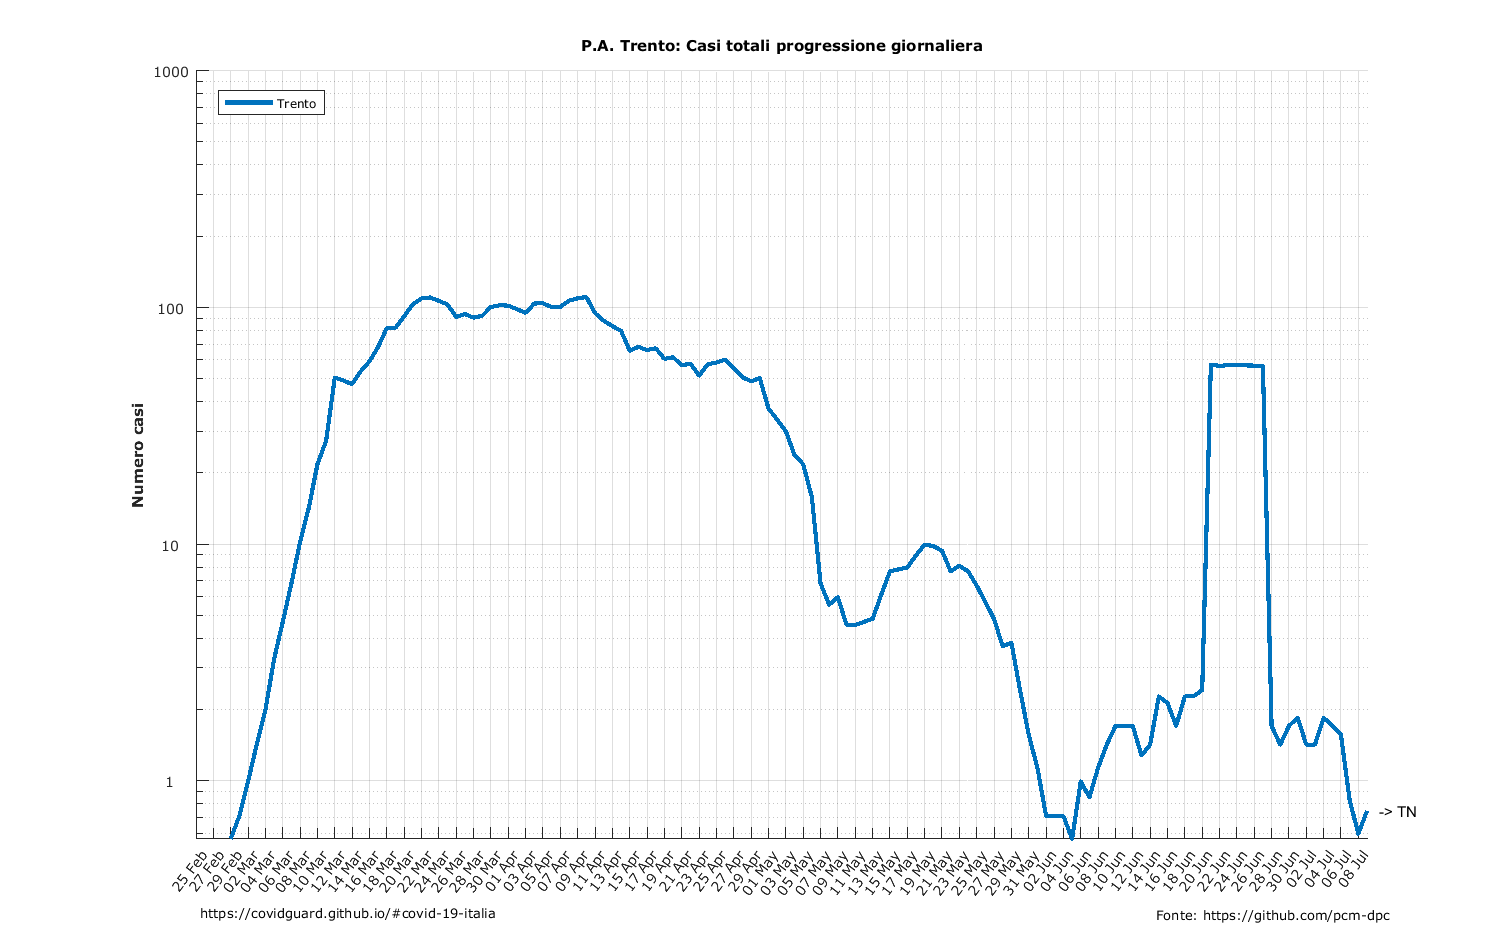 P.A. Trento: Casi totali progressione giornaliera
1000
100
10
1
Numero casi
Trento
-> TN
25 Feb
27 Feb
29 Feb
02 Mar
04 Mar
06 Mar
08 Mar
10 Mar
12 Mar
14 Mar
16 Mar
18 Mar
20 Mar
22 Mar
24 Mar
26 Mar
28 Mar
30 Mar
01 Apr
03 Apr
05 Apr
07 Apr
09 Apr
11 Apr
13 Apr
15 Apr
17 Apr
19 Apr
21 Apr
23 Apr
25 Apr
27 Apr
29 Apr
01 May
03 May
05 May
07 May
09 May
11 May
13 May
15 May
17 May
19 May
21 May
23 May
25 May
27 May
29 May
31 May
02 Jun
04 Jun
06 Jun
08 Jun
10 Jun
12 Jun
14 Jun
16 Jun
18 Jun
20 Jun
22 Jun
24 Jun
26 Jun
28 Jun
30 Jun
02 Jul
04 Jul
06 Jul
08 Jul
https://covidguard.github.io/#covid-19-italia
Fonte: https://github.com/pcm-dpc